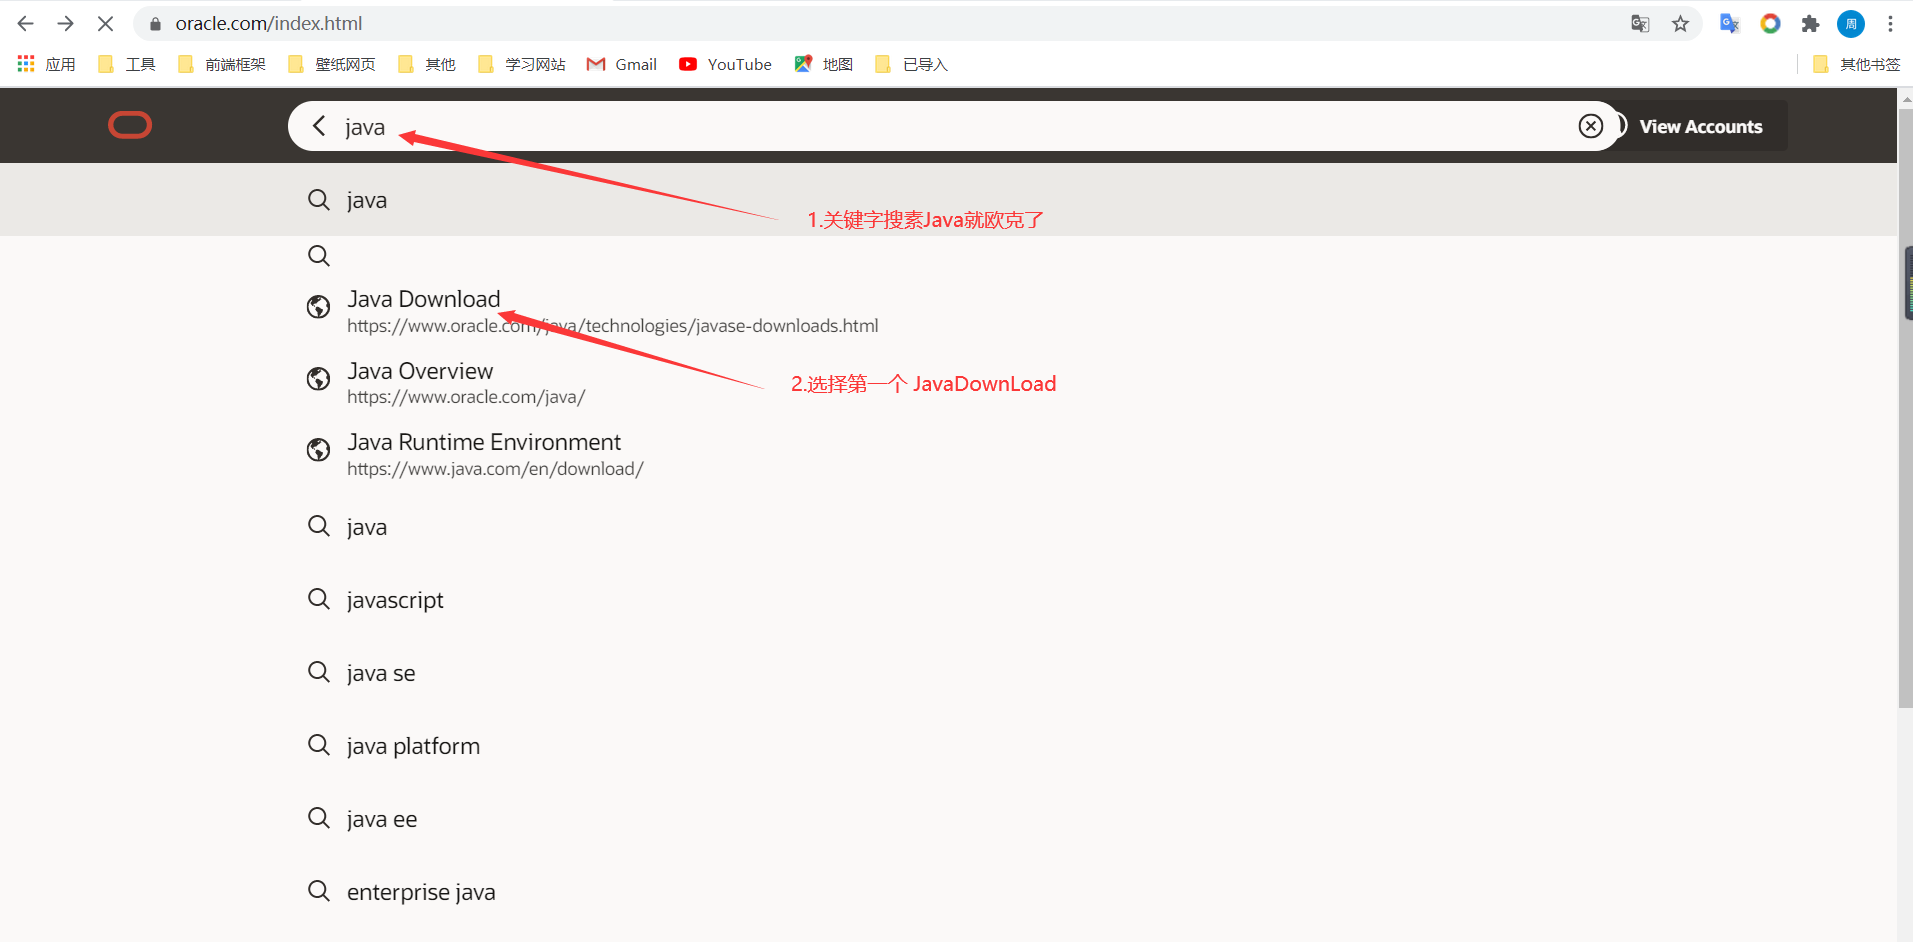 oracle.com/index.html
周
应用 工具 前端框架 壁纸网页 其他 学习网站 Gmail YouTube 地图 已导入 其他书签
java View Accounts
java
1.关键字搜素Java就欧克了
Java Download
https://www.oracle.com/java/technologies/javase-downloads.html
Java Overview
2.选择第一个 JavaDownLoad
https://www.oracle.com/java/
Java Runtime Environment
https://www.java.com/en/download/
java
javascript
java se
java platform
java ee
enterprise java